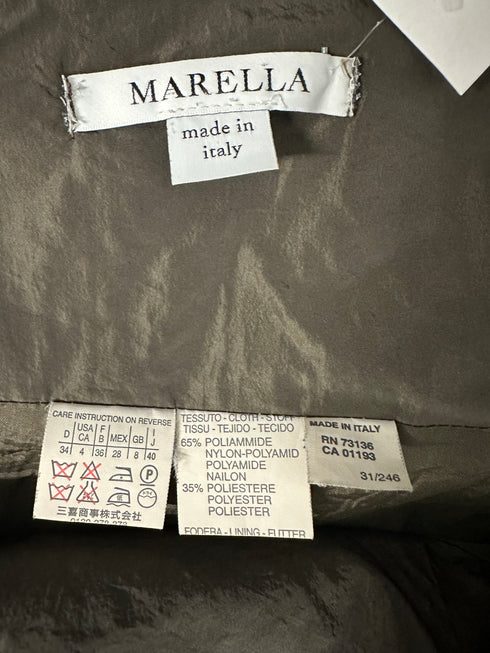 MARELLA
made in
italy
CARE INSTRUCTION ON REVERSE
D USA CA F B MEX GB J
34 4 36 28 8 40
三喜商事株式会社
TESSUTO - CLOTH - STOFF
TISSU - TEJIDO - TECIDO
65% POLIAMMIDE
NYLON-POLYAMID
POLYAMIDE
NAILON
35% POLIESTERE
POLYESTER
POLIESTER
FODERA - LINING - FUTTER
MADE IN ITALY
RN 73136
CA 01193
31/246